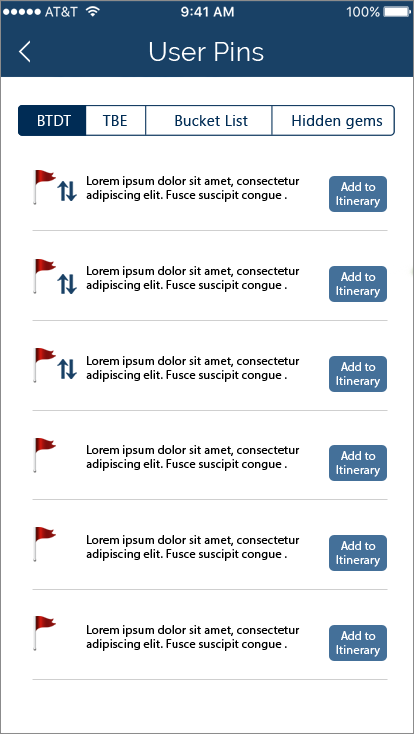 AT&T 9:41 AM 100%
User Pins
BTDT TBE Bucket List Hidden gems
Lorem ipsum dolor sit amet, consectetur
adipiscing elit. Fusce suscipit congue .
Add to
Itinerary
Lorem ipsum dolor sit amet, consectetur
adipiscing elit. Fusce suscipit congue .
Add to
Itinerary
Lorem ipsum dolor sit amet, consectetur
adipiscing elit. Fusce suscipit congue .
Add to
Itinerary
Lorem ipsum dolor sit amet, consectetur
adipiscing elit. Fusce suscipit congue .
Add to
Itinerary
Lorem ipsum dolor sit amet, consectetur
adipiscing elit. Fusce suscipit congue .
Add to
Itinerary
Lorem ipsum dolor sit amet, consectetur
adipiscing elit. Fusce suscipit congue .
Add to
Itinerary